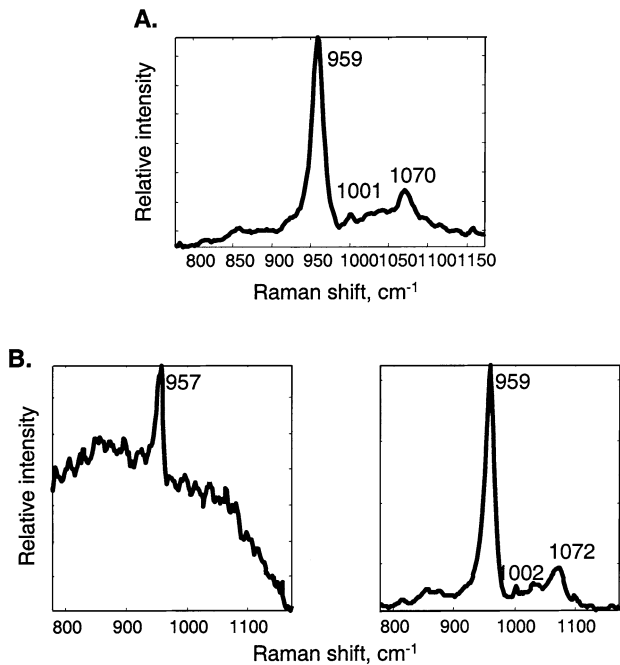 A.
Relative intensity
959
1001
1070
800 850 900 950 1000 1050 1100 1150
Raman shift, cm-1
B.
Relative intensity
957
800 900 1000 1100
959
1002
1072
800 900 1000 1100
Raman shift, cm-1